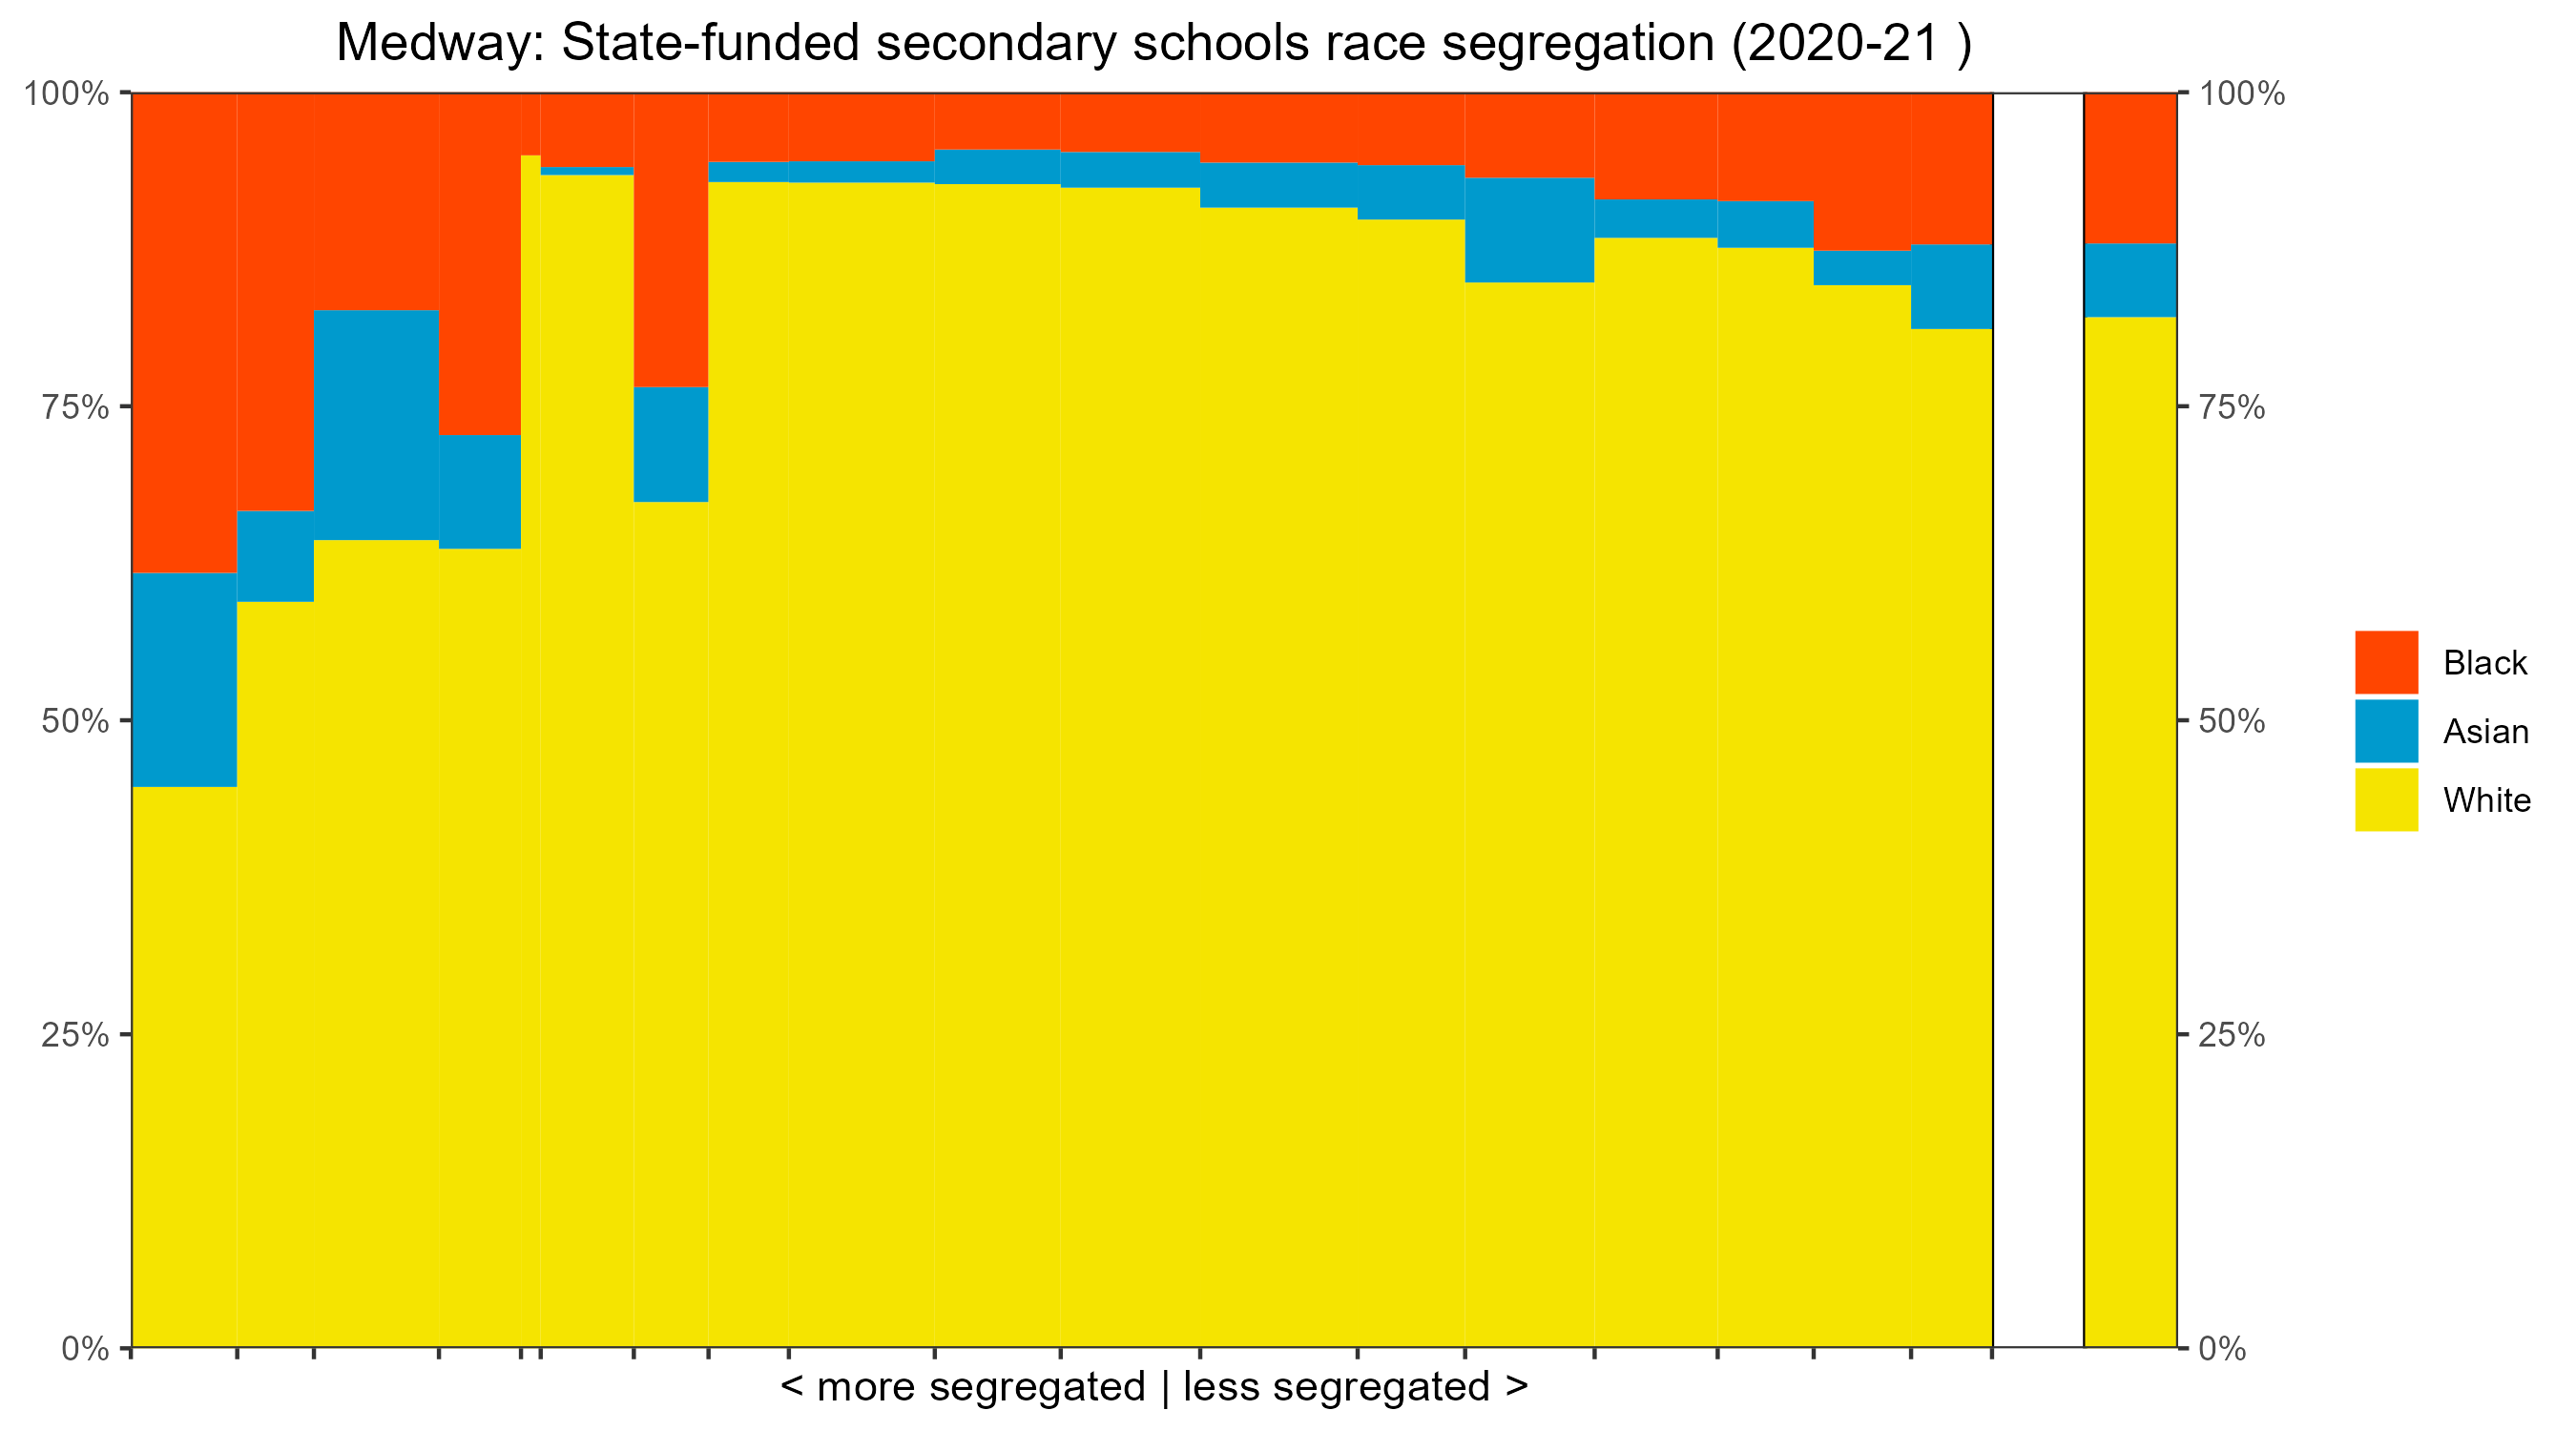 Medway: State-funded secondary schools race segregation (2020-21 )
100%
75%
50%
25%
0%
100%
75%
50%
25%
0%
Black
Asian
White
< more segregated | less segregated >